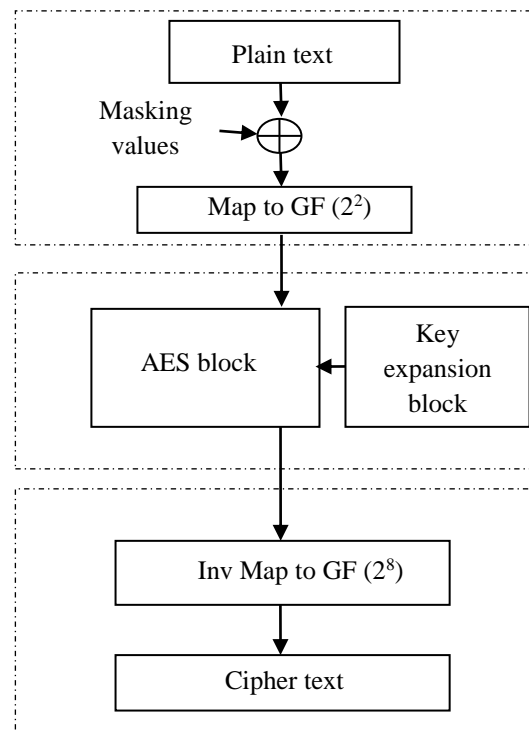 Plain text
Masking
values
Map to GF (2²)
AES block
Key
expansion
block
Inv Map to GF (2⁸)
Cipher text